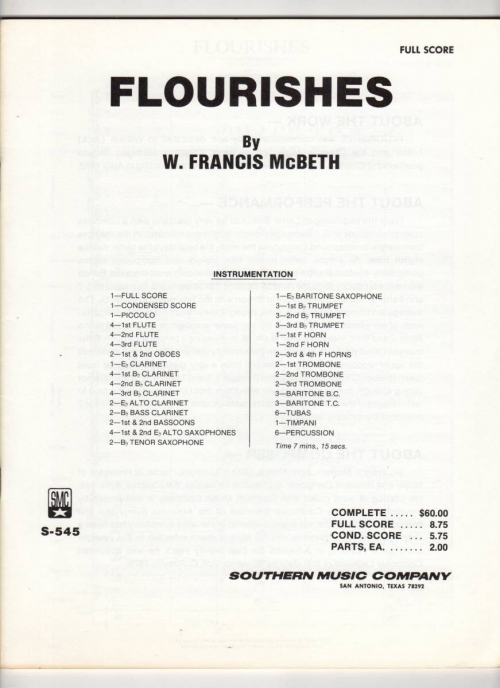 FULL SCORE
FLOURISHES
By
W. FRANCIS McBETH
INSTRUMENTATION
1—FULL SCORE
1—CONDENSED SCORE
1—PICCOLO
4—1st FLUTE
4—2nd FLUTE
4—3rd FLUTE
2—1st & 2nd OBOES
1—E♭ CLARINET
4—1st B♭ CLARINET
4—2nd B♭ CLARINET
4—3rd B♭ CLARINET
2—E♭ ALTO CLARINET
2—B♭ BASS CLARINET
2—1st & 2nd BASSOONS
4—1st & 2nd E♭ ALTO SAXOPHONES
2—B♭ TENOR SAXOPHONE
1—E♭ BARITONE SAXOPHONE
3—1st B♭ TRUMPET
3—2nd B♭ TRUMPET
3—3rd B♭ TRUMPET
1—1st F HORN
1—2nd F HORN
2—3rd & 4th F HORNS
2—1st TROMBONE
2—2nd TROMBONE
2—3rd TROMBONE
3—BARITONE B.C.
3—BARITONE T.C.
6—TUBAS
1—TIMPANI
6—PERCUSSION
Time 7 mins., 15 secs.
SMC
S-545
COMPLETE ..... $60.00
FULL SCORE ..... 8.75
COND. SCORE ... 5.75
PARTS, EA. ....... 2.00
SOUTHERN MUSIC COMPANY
SAN ANTONIO, TEXAS 78292